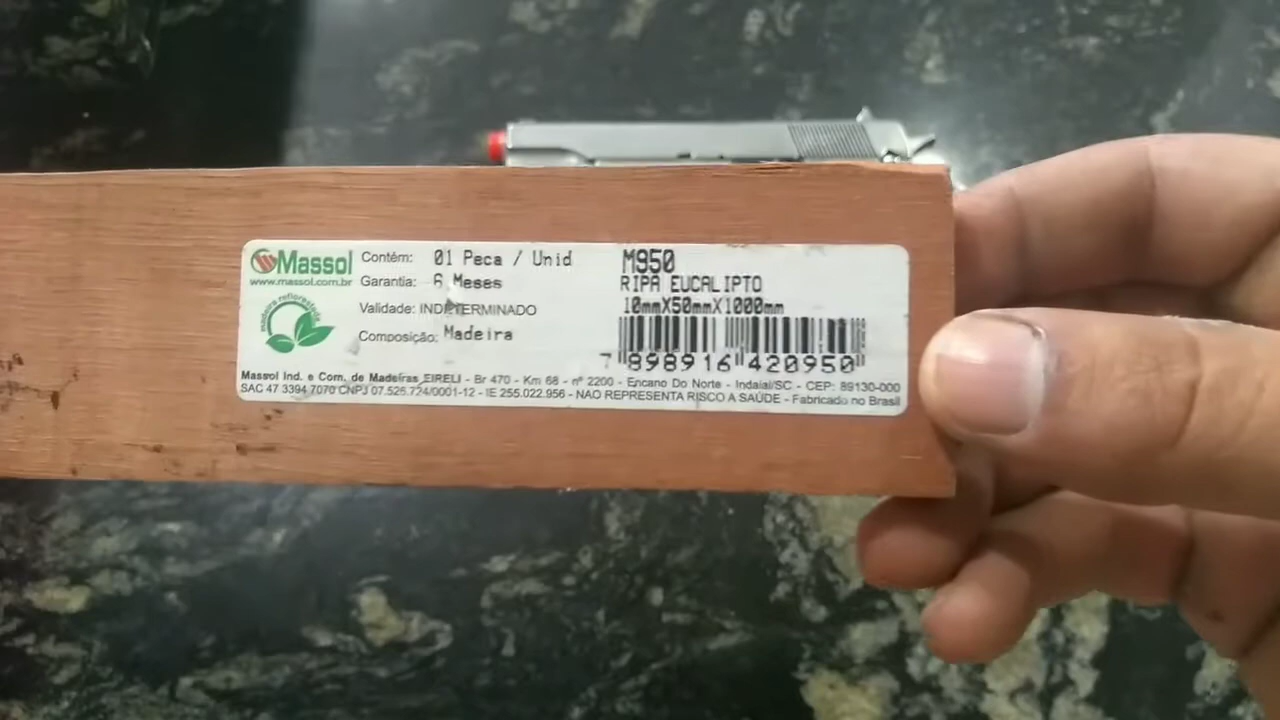 Massol
www.massol.com.br
madeira reflorestada
Contém: 01 Peca / Unid
Garantia: 6 Meses
Validade: INDETERMINADO
Composição: Madeira
M950
RIPA EUCALIPTO
10mmX50mmX1000mm
7 898916 420950
Massol Ind. e Com. de Madeiras EIRELI - Br 470 - Km 68 - nº 2200 - Encano Do Norte - Indaial/SC - CEP: 89130-000
SAC 47 3394.7070 CNPJ 07.526.724/0001-12 - IE 255.022.956 - NAO REPRESENTA RISCO A SAÚDE - Fabricado no Brasil